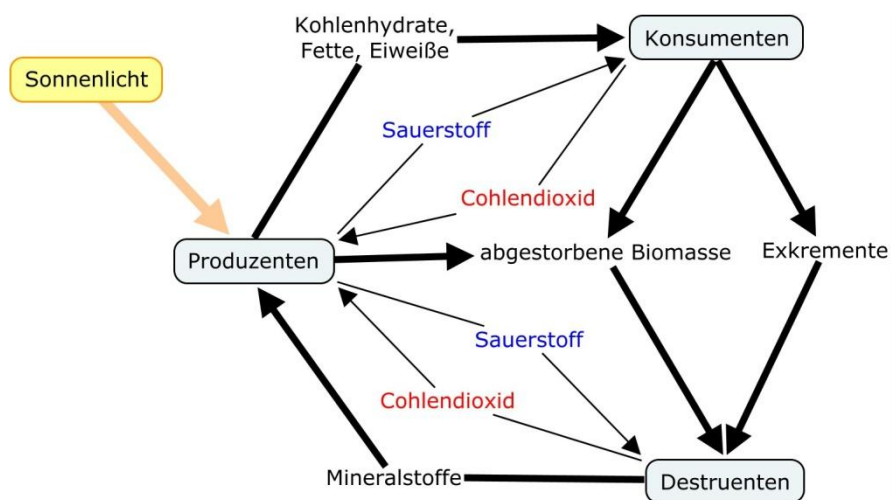 Kohlenhydrate,
Fette, Eiweiße
Konsumenten
Sonnenlicht
Sauerstoff
Cohlendioxid
Produzenten
abgestorbene Biomasse
Exkremente
Sauerstoff
Cohlendioxid
Mineralstoffe
Destruenten